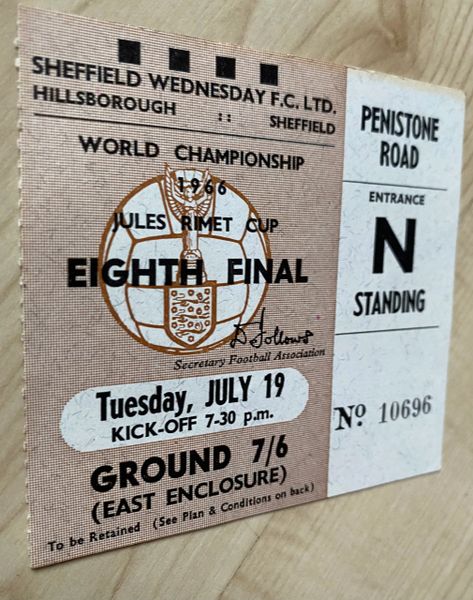 SHEFFIELD WEDNESDAY F.C. LTD.
HILLSBOROUGH :: SHEFFIELD
WORLD CHAMPIONSHIP
1966
JULES RIMET CUP
EIGHTH FINAL
D Follows
Secretary Football Association
Tuesday, JULY 19
KICK-OFF 7-30 p.m.
GROUND 7/6
(EAST ENCLOSURE)
To be Retained (See Plan & Conditions on back)
PENISTONE
ROAD
ENTRANCE
N
STANDING
No 10696